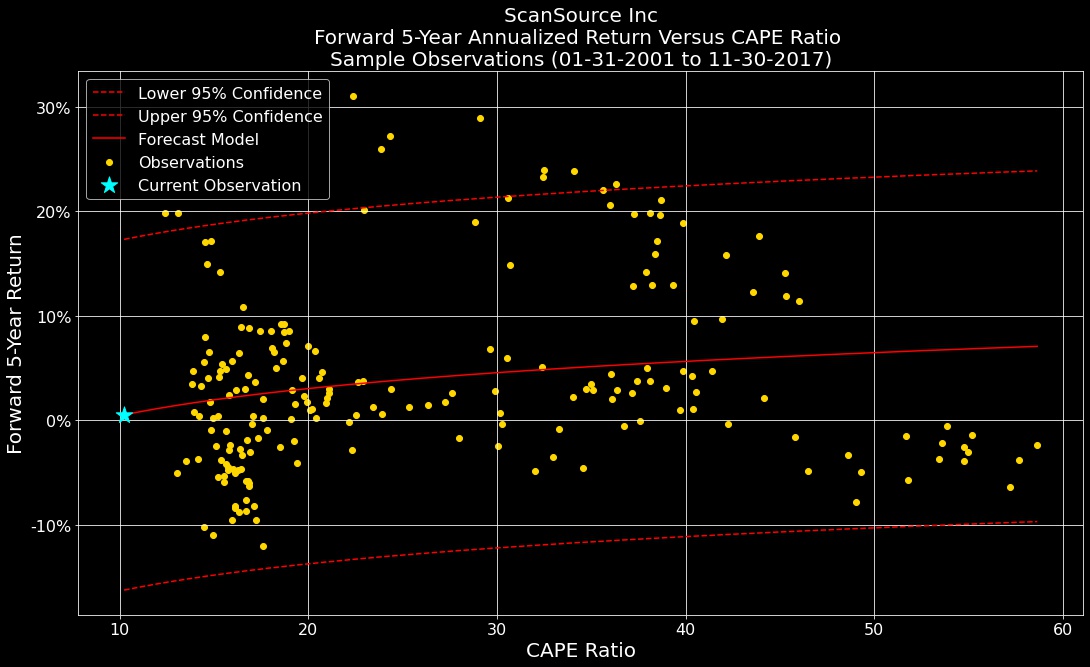 ScanSource Inc
Forward 5-Year Annualized Return Versus CAPE Ratio
Sample Observations (01-31-2001 to 11-30-2017)
Lower 95% Confidence
Upper 95% Confidence
Forecast Model
Observations
Current Observation
Forward 5-Year Return
30%
20%
10%
0%
-10%
10 20 30 40 50 60
CAPE Ratio